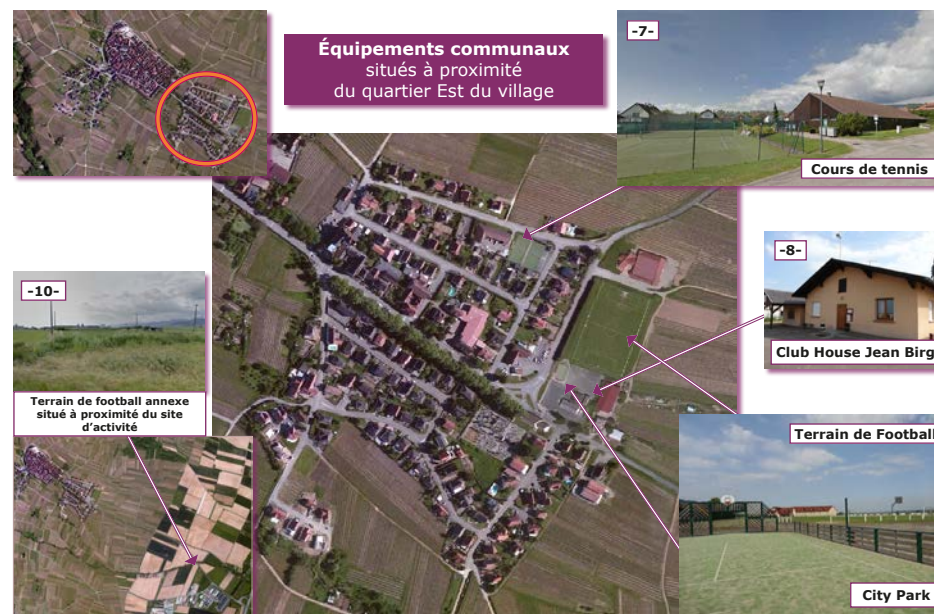 Équipements communaux
situés à proximité
du quartier Est du village
-7-
Cours de tennis
-8-
Club House Jean Birg
-10-
Terrain de football annexe
situé à proximité du site
d'activité
Terrain de Football
City Park